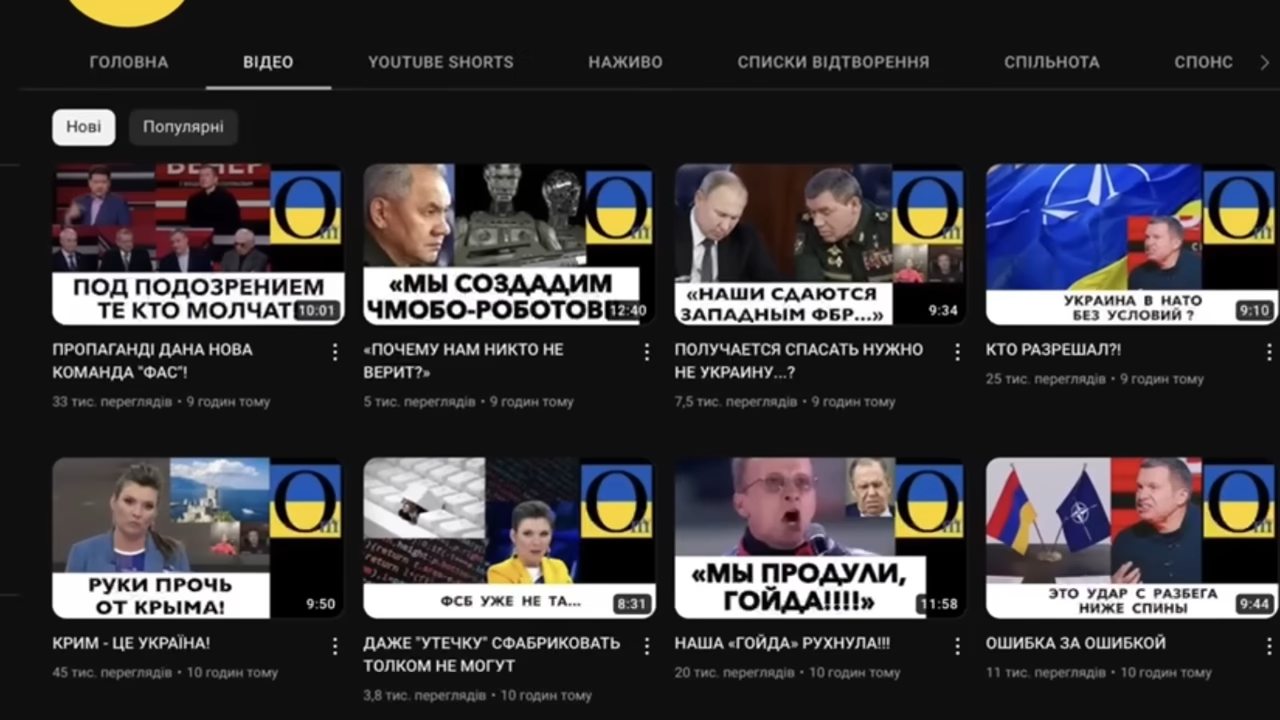 ГОЛОВНА ВІДЕО YOUTUBE SHORTS НАЖИВО СПИСКИ ВІДТВОРЕННЯ СПІЛЬНОТА СПОНС
Нові Популярні
ВЕЧЕР
ПОД ПОДОЗРЕНИЕМ
ТЕ КТО МОЛЧАТ
10:01
ПРОПАГАНДІ ДАНА НОВА
КОМАНДА "ФАС"!
33 тис. переглядів • 9 годин тому
«МЫ СОЗДАДИМ
ЧМОБО-РОБОТОВ
12:40
«ПОЧЕМУ НАМ НИКТО НЕ
ВЕРИТ?»
5 тис. переглядів • 9 годин тому
«НАШИ СДАЮТСЯ
ЗАПАДНЫМ ФБР...»
9:34
ПОЛУЧАЕТСЯ СПАСАТЬ НУЖНО
НЕ УКРАИНУ...?
7,5 тис. переглядів • 9 годин тому
УКРАИНА В НАТО
БЕЗ УСЛОВИЙ ?
9:10
КТО РАЗРЕШАЛ?!
25 тис. переглядів • 9 годин тому
РУКИ ПРОЧЬ
ОТ КРЫМА!
9:50
КРИМ - ЦЕ УКРАЇНА!
45 тис. переглядів • 10 годин тому
ФСБ УЖЕ НЕ ТА...
8:31
ДАЖЕ "УТЕЧКУ" СФАБРИКОВАТЬ
ТОЛКОМ НЕ МОГУТ
3,8 тис. переглядів • 10 годин тому
«МЫ ПРОДУЛИ,
ГОЙДА!!!!»
11:58
НАША «ГОЙДА» РУХНУЛА!!!
20 тис. переглядів • 10 годин тому
ЭТО УДАР С РАЗБЕГА
НИЖЕ СПИНЫ
9:44
ОШИБКА ЗА ОШИБКОЙ
11 тис. переглядів • 10 годин тому